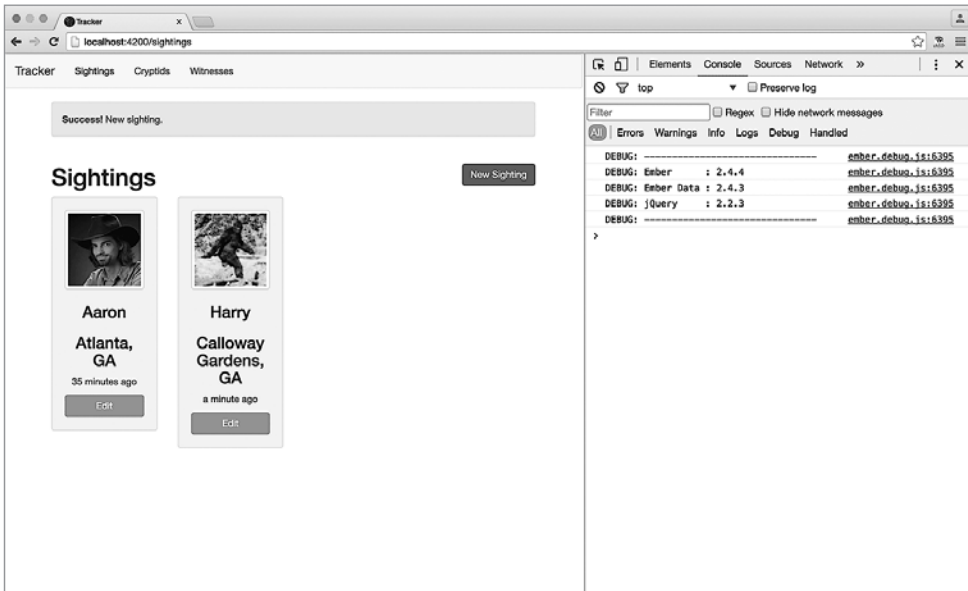 Tracker
localhost:4200/sightings
Tracker Sightings Cryptids Witnesses
Success! New sighting.
Sightings
New Sighting
Aaron
Atlanta,
GA
35 minutes ago
Edit
Harry
Calloway
Gardens,
GA
a minute ago
Edit
Elements Console Sources Network »
top Preserve log
Filter Regex Hide network messages
All Errors Warnings Info Logs Debug Handled
DEBUG: ------------------------------- ember.debug.js:6395
DEBUG: Ember : 2.4.4 ember.debug.js:6395
DEBUG: Ember Data : 2.4.3 ember.debug.js:6395
DEBUG: jQuery : 2.2.3 ember.debug.js:6395
DEBUG: ------------------------------- ember.debug.js:6395
>